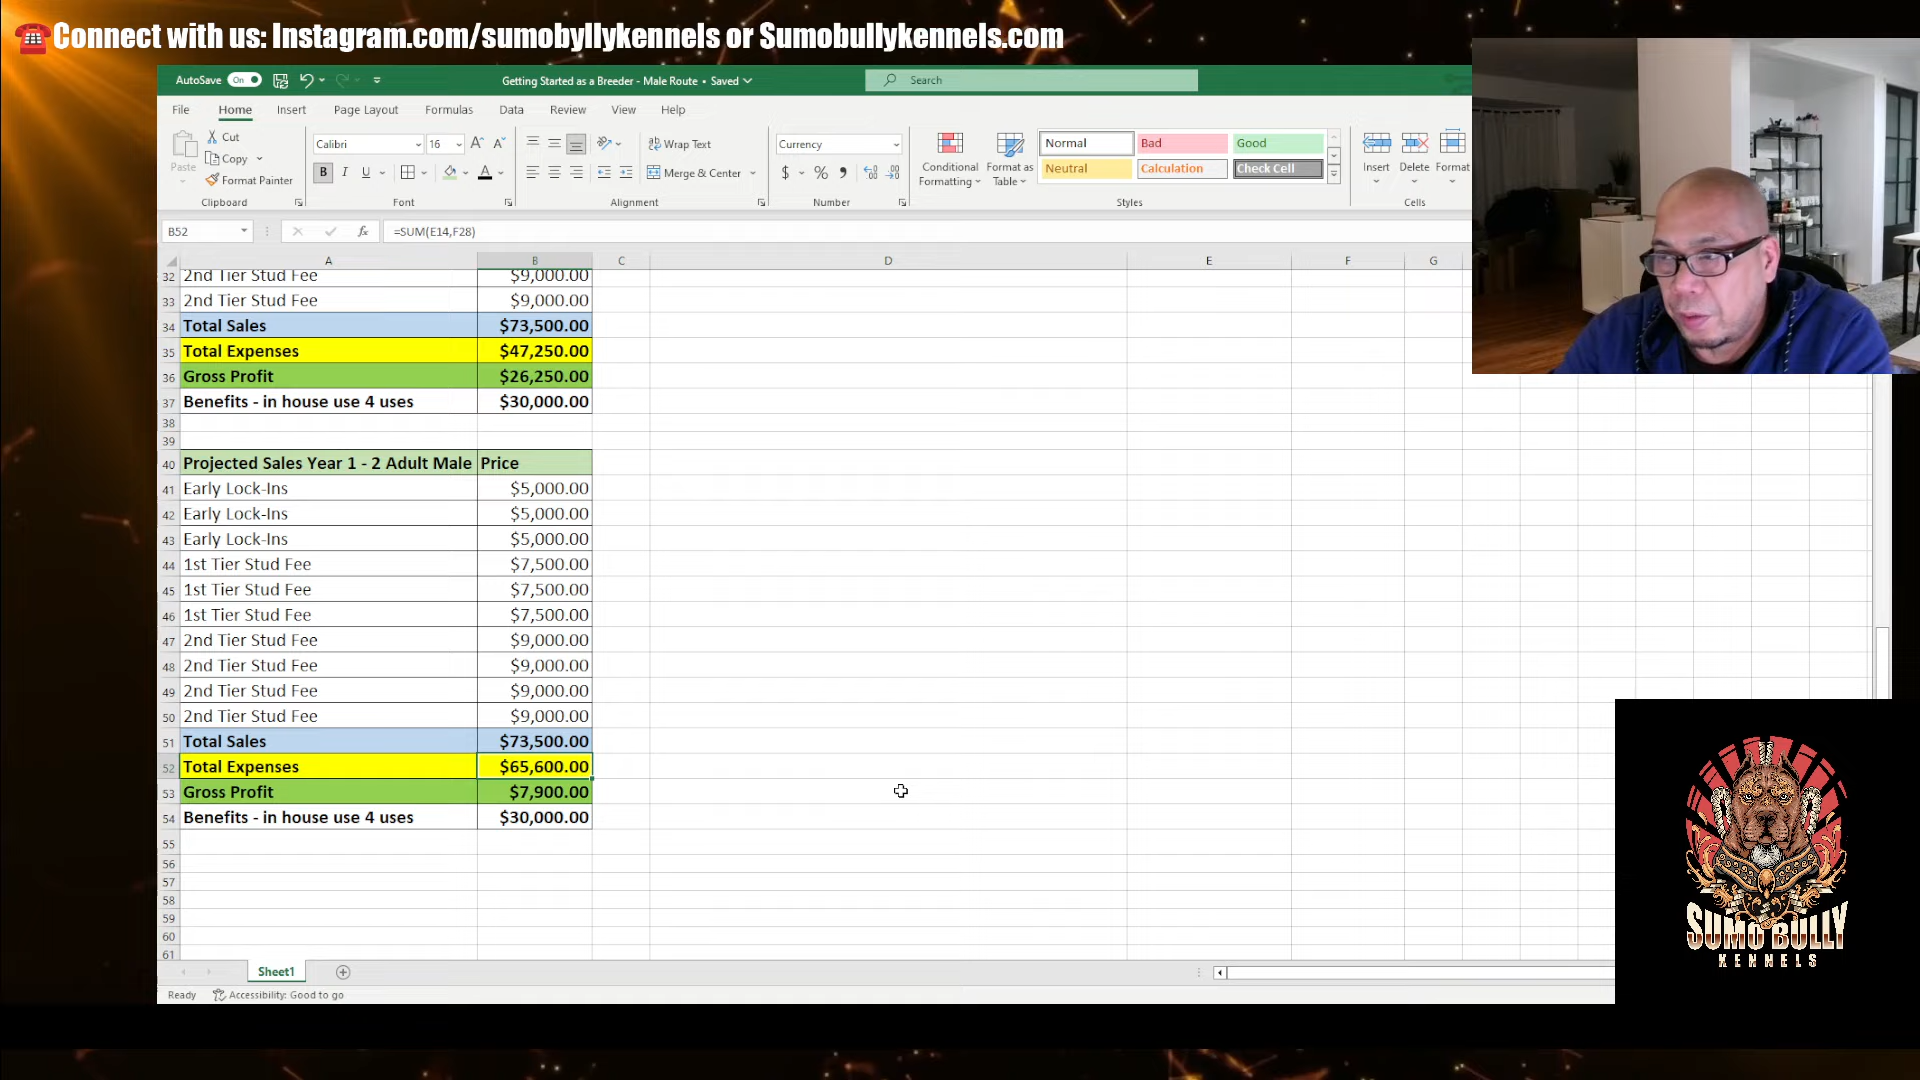 ☎️Connect with us: Instagram.com/sumobyllykennels or Sumobullykennels.com
AutoSave On Getting Started as a Breeder - Male Route • Saved Search
File Home Insert Page Layout Formulas Data Review View Help
Paste Cut Copy Format Painter Clipboard
Calibri 16 B I U A Font
Wrap Text Merge & Center Alignment
Currency $ % Number
Conditional Formatting Format as Table Normal Bad Good Neutral Calculation Check Cell Styles
Insert Delete Format Cells
B52 fx =SUM(E14,F28)
A B C D E F G
32 2nd Tier Stud Fee $9,000.00
33 2nd Tier Stud Fee $9,000.00
34 Total Sales $73,500.00
35 Total Expenses $47,250.00
36 Gross Profit $26,250.00
37 Benefits - in house use 4 uses $30,000.00
38
39
40 Projected Sales Year 1 - 2 Adult Male Price
41 Early Lock-Ins $5,000.00
42 Early Lock-Ins $5,000.00
43 Early Lock-Ins $5,000.00
44 1st Tier Stud Fee $7,500.00
45 1st Tier Stud Fee $7,500.00
46 1st Tier Stud Fee $7,500.00
47 2nd Tier Stud Fee $9,000.00
48 2nd Tier Stud Fee $9,000.00
49 2nd Tier Stud Fee $9,000.00
50 2nd Tier Stud Fee $9,000.00
51 Total Sales $73,500.00
52 Total Expenses $65,600.00
53 Gross Profit $7,900.00
54 Benefits - in house use 4 uses $30,000.00
55
56
57
58
59
60
61
Sheet1
Ready Accessibility: Good to go
SUMO BULLY
KENNELS